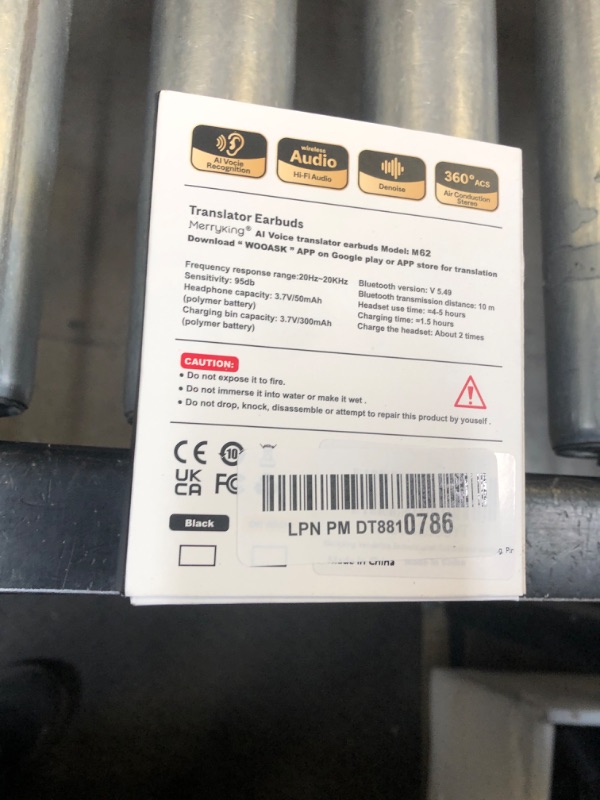 AI Vocie
Recognition
wireless
Audio
Hi-Fi Audio
Denoise
360° ACS
Air Conduction
Stereo
Translator Earbuds
Merryking® AI Voice translator earbuds Model: M62
Download " WOOASK " APP on Google play or APP store for translation
Frequency response range:20Hz~20KHz
Sensitivity: 95db
Headphone capacity: 3.7V/50mAh
(polymer battery)
Charging bin capacity: 3.7V/300mAh
(polymer battery)
Bluetooth version: V 5.49
Bluetooth transmission distance: 10 m
Headset use time: ≈4-5 hours
Charging time: ≈1.5 hours
Charge the headset: About 2 times
CAUTION:
• Do not expose it to fire.
• Do not immerse it into water or make it wet .
• Do not drop, knock, disassemble or attempt to repair this product by youself .
CE 10
UK
CA FC
Black
LPN PM DT8810786
Made in China